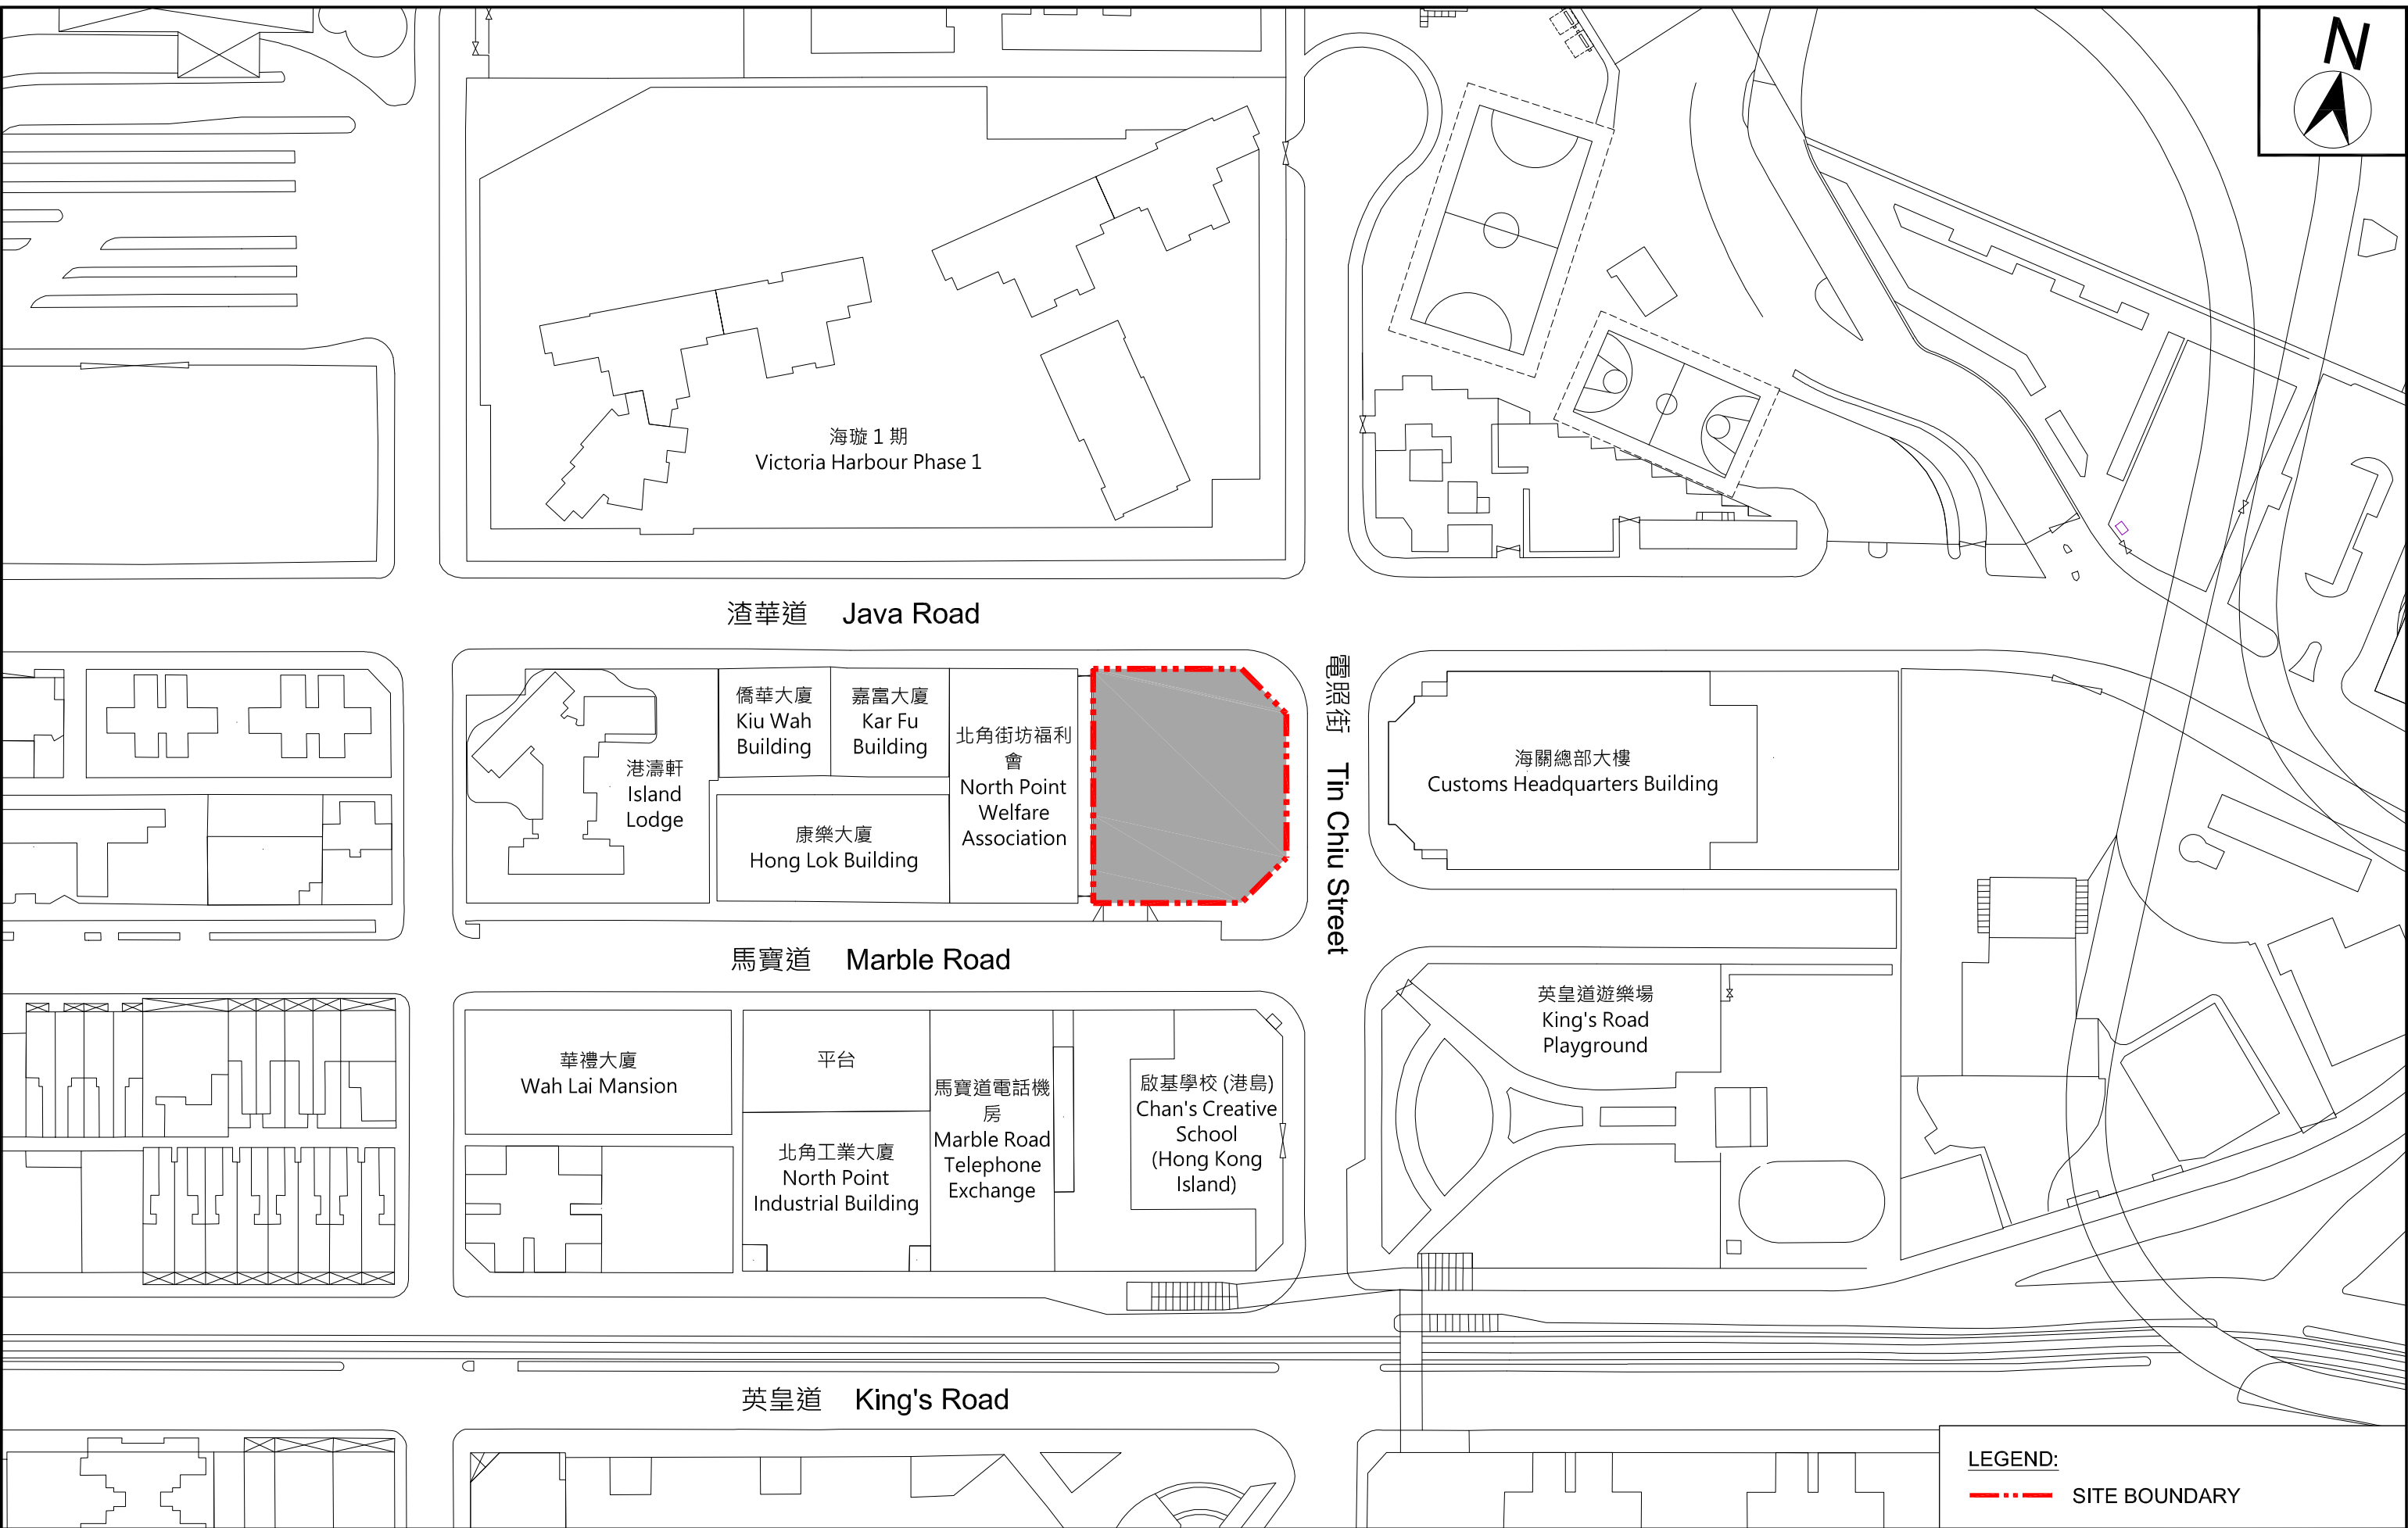 N
海璇 1 期
Victoria Harbour Phase 1
渣華道 Java Road
僑華大廈
Kiu Wah
Building
嘉富大廈
Kar Fu
Building
北角街坊福利
會
North Point
Welfare
Association
港濤軒
Island
Lodge
康樂大廈
Hong Lok Building
電照街 Tin Chiu Street
海關總部大樓
Customs Headquarters Building
馬寶道 Marble Road
華禮大廈
Wah Lai Mansion
平台
北角工業大廈
North Point
Industrial Building
馬寶道電話機
房
Marble Road
Telephone
Exchange
啟基學校 (港島)
Chan's Creative
School
(Hong Kong
Island)
英皇道遊樂場
King's Road
Playground
英皇道 King's Road
LEGEND:
SITE BOUNDARY